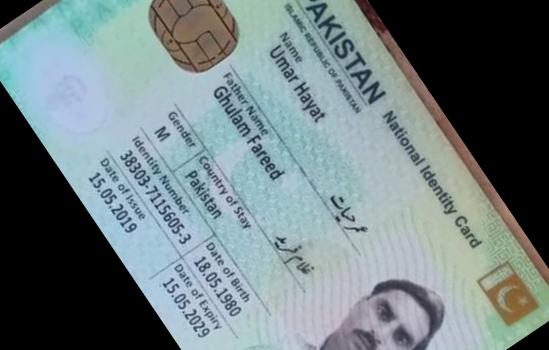 PAKISTAN National Identity Card
ISLAMIC REPUBLIC OF PAKISTAN
Name
Umar Hayat
عمر حیات
Father Name
Ghulam Fareed
غلام فرید
Gender Country of Stay
M Pakistan
Identity Number Date of Birth
38303-7115605-3 18.05.1980
Date of Issue Date of Expiry
15.05.2019 15.05.2029